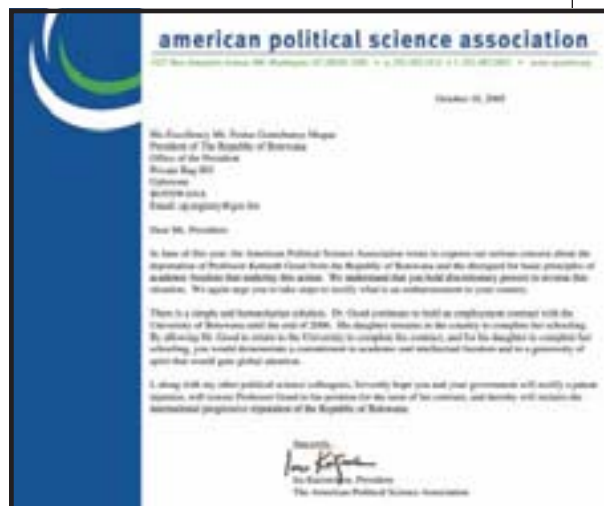 american political science association
October 10, 2005
His Excellency Mr. Festus Gontebanye Mogae
President of The Republic of Botswana
Office of the President
Private Bag 001
Gaborone
BOTSWANA
Email:
Dear Mr. President
In June of this year, the American Political Science Association wrote to express our serious concern about the
deportation of Professor Kenneth Good from the Republic of Botswana and the disregard for basic principles of
academic freedom that underlay this action. We understand that you hold discretionary powers to reverse this
situation. We again urge you to take steps to rectify what is an embarrassment to your country.
There is a simple and humanitarian solution. Dr. Good continues to hold an employment contract with the
University of Botswana until the end of 2006. His daughter remains in the country to complete her schooling.
By allowing Dr. Good to return to the University to complete his contract, and for his daughter to complete her
schooling, you would demonstrate a commitment to academic and intellectual freedom and to a generosity of
spirit that would gain global attention.
I, along with my other political science colleagues, fervently hope you and your government will rectify a patent
injustice, will restore Professor Good to his position for the term of his contract, and thereby will reclaim the
international progressive reputation of the Republic of Botswana.
Sincerely,
Ira Katznelson, President
The American Political Science Association